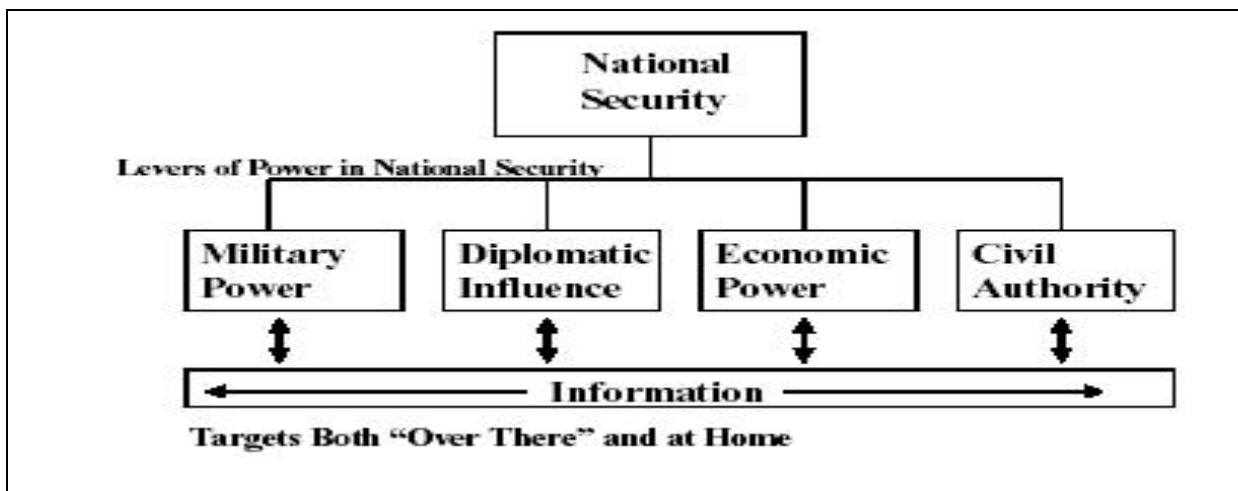 National
Security
Levers of Power in National Security
Military
Power
Diplomatic
Influence
Economic
Power
Civil
Authority
Information
Targets Both “Over There” and at Home